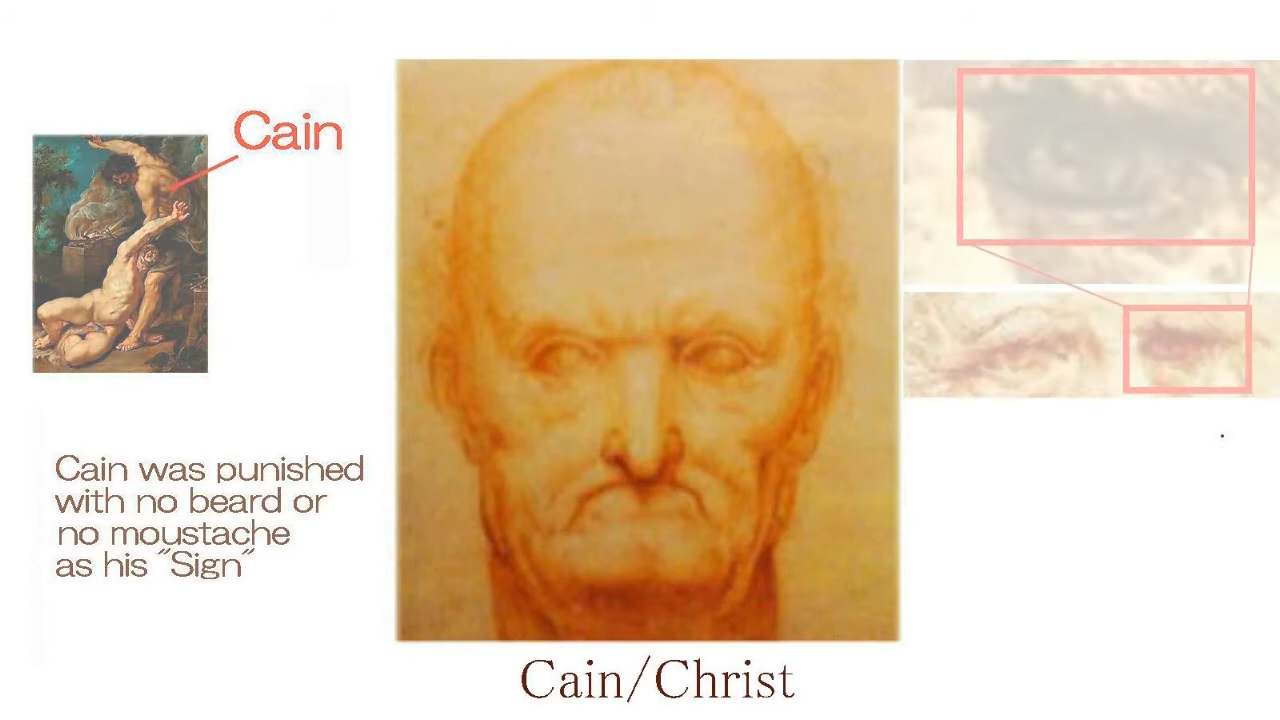 Cain
Cain was punished
with no beard or
no moustache
as his "Sign"
Cain/Christ